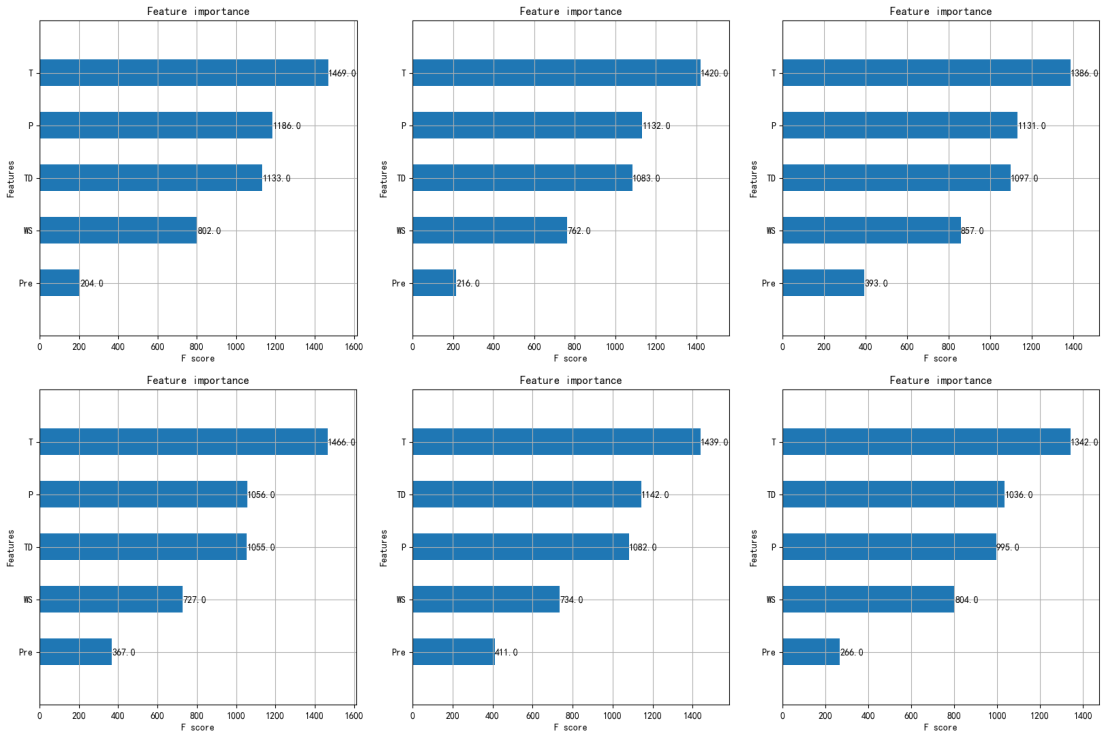 Feature importance
Features
T
1469.0
P
1186.0
TD
1133.0
WS
802.0
Pre
204.0
0 200 400 600 800 1000 1200 1400 1600
F score
Feature importance
T
1420.0
P
1132.0
TD
1083.0
WS
762.0
Pre
216.0
0 200 400 600 800 1000 1200 1400
F score
Feature importance
Features
T
1386.0
P
1131.0
TD
1097.0
WS
857.0
Pre
393.0
0 200 400 600 800 1000 1200 1400
F score
Feature importance
Features
T
1466.0
P
1056.0
TD
1055.0
WS
727.0
Pre
367.0
0 200 400 600 800 1000 1200 1400 1600
F score
Feature importance
Features
T
1439.0
TD
1142.0
P
1082.0
WS
734.0
Pre
411.0
0 200 400 600 800 1000 1200 1400
F score
Feature importance
Features
T
1342.0
TD
1036.0
P
995.0
WS
804.0
Pre
266.0
0 200 400 600 800 1000 1200 1400
F score